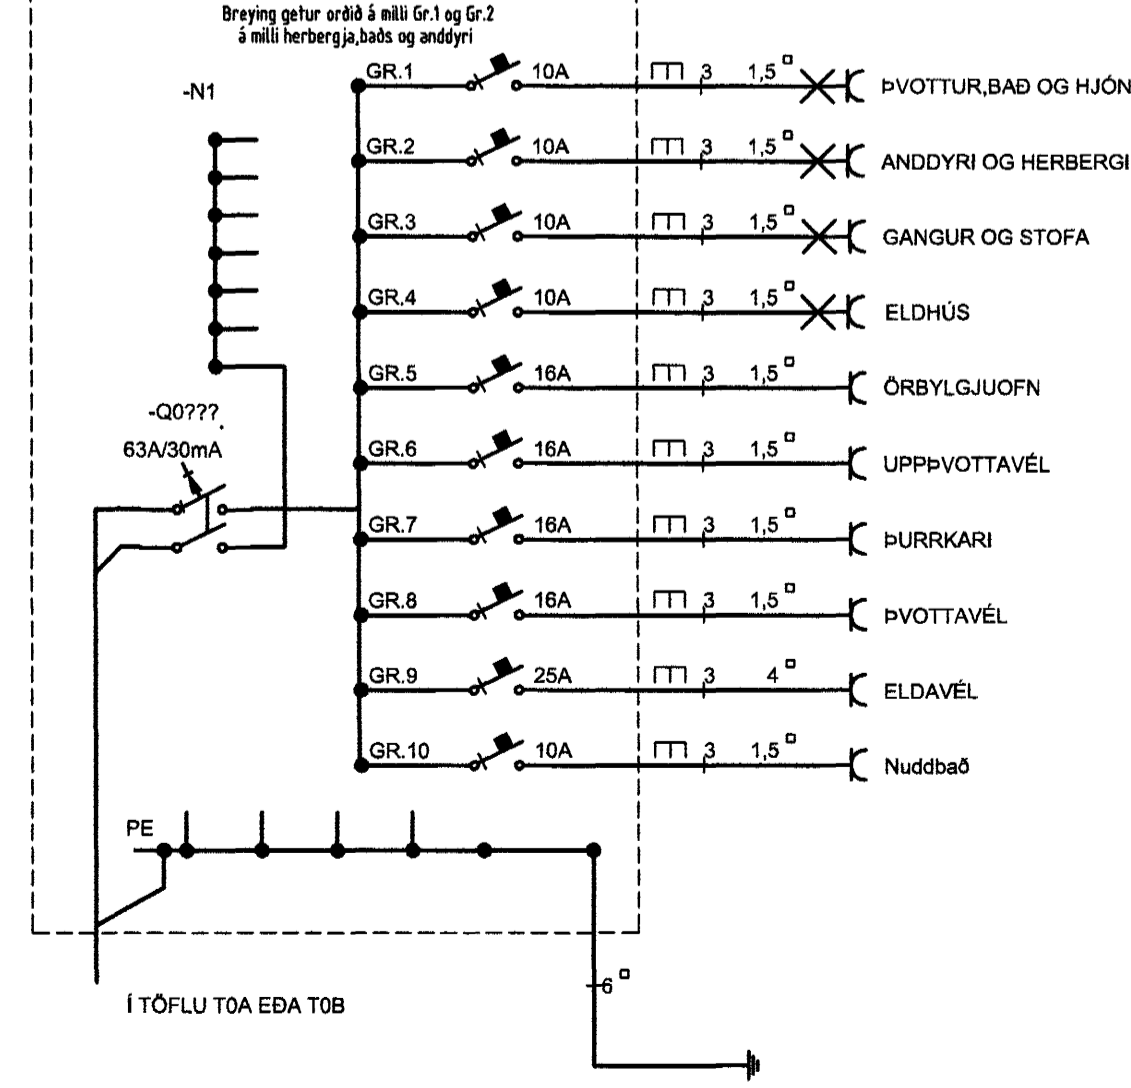 Breying getur orðið á milli Gr.1 og Gr.2
á milli herbergja,baðs og anddyri
GR.1 10A 3 1,5 ÞVOTTUR,BAÐ OG HJÓN
-N1
GR.2 10A 3 1,5 ANDDYRI OG HERBERGI
GR.3 10A 3 1,5 GANGUR OG STOFA
GR.4 10A 3 1,5 ELDHÚS
GR.5 16A 3 1,5 ÖRBYLGJUOFN
-Q0???
63A/30mA
GR.6 16A 3 1,5 UPPÞVOTTAVÉL
GR.7 16A 3 1,5 ÞURRKARI
GR.8 16A 3 1,5 ÞVOTTAVÉL
GR.9 25A 3 4 ELDAVÉL
GR.10 10A 3 1,5 Nuddbað
PE
6
Í TÖFLU T0A EÐA T0B